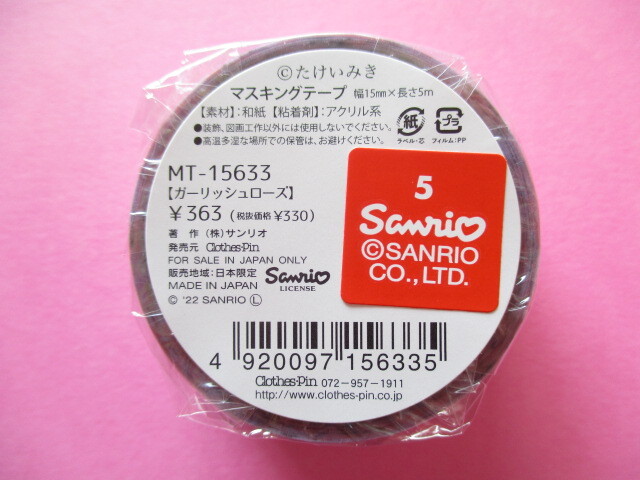 ©たけいみき
マスキングテープ 幅15mm×長さ5m
【素材】:和紙【粘着剤】:アクリル系
●装飾、図画工作以外には使用しないでください。
●高温多湿な場所での保管は、お避けください。
紙 プラ
ラベル・芯 フィルム:PP
MT-15633
【ガーリッシュローズ】
¥363 (税抜価格¥330)
著 作 (株)サンリオ
発売元 Clothes・Pin
FOR SALE IN JAPAN ONLY
販売地域:日本限定
MADE IN JAPAN
© '22 SANRIO Ⓛ
Sanrio
LICENSE
5
Sanrio
©SANRIO
CO.,LTD.
4 920097 156335
Clothes・Pin 072-957-1911
https://www.clothes-pin.co.jp